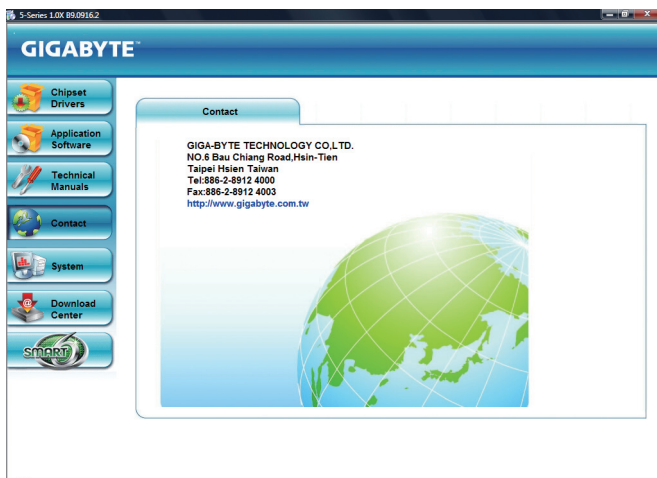 5-Series 1.0X B9.0916.2
GIGABYTE™
Chipset
Drivers
Application
Software
Technical
Manuals
Contact
System
Download
Center
SMART6
Contact
GIGA-BYTE TECHNOLOGY CO,LTD.
NO.6 Bau Chiang Road,Hsin-Tien
Taipei Hsien Taiwan
Tel:886-2-8912 4000
Fax:886-2-8912 4003
http://www.gigabyte.com.tw